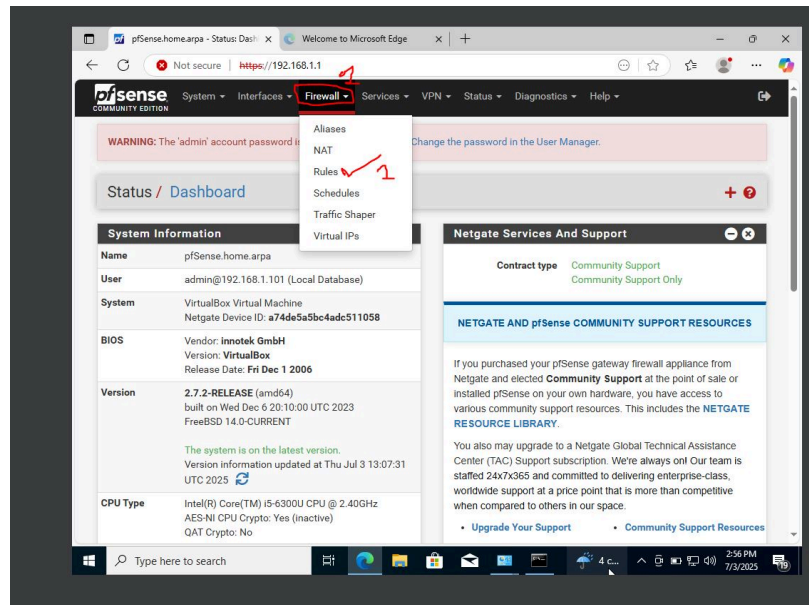 pfSense.home.arpa - Status: Dash
Welcome to Microsoft Edge
Not secure | https://192.168.1.1
1
pfsense
COMMUNITY EDITION
System Interfaces Firewall Services VPN Status Diagnostics Help
Aliases
NAT
Rules 1
Schedules
Traffic Shaper
Virtual IPs
WARNING: The 'admin' account password i Change the password in the User Manager.
Status / Dashboard
System Information
Name pfSense.home.arpa
User admin@192.168.1.101 (Local Database)
System VirtualBox Virtual Machine
Netgate Device ID: a74de5a5bc4adc511058
BIOS Vendor: innotek GmbH
Version: VirtualBox
Release Date: Fri Dec 1 2006
Version 2.7.2-RELEASE (amd64)
built on Wed Dec 6 20:10:00 UTC 2023
FreeBSD 14.0-CURRENT
The system is on the latest version.
Version information updated at Thu Jul 3 13:07:31
UTC 2025
CPU Type Intel(R) Core(TM) i5-6300U CPU @ 2.40GHz
AES-NI CPU Crypto: Yes (inactive)
QAT Crypto: No
Netgate Services And Support
Contract type Community Support
Community Support Only
NETGATE AND pfSense COMMUNITY SUPPORT RESOURCES
If you purchased your pfSense gateway firewall appliance from
Netgate and elected Community Support at the point of sale or
installed pfSense on your own hardware, you have access to
various community support resources. This includes the NETGATE
RESOURCE LIBRARY.
You also may upgrade to a Netgate Global Technical Assistance
Center (TAC) Support subscription. We're always on! Our team is
staffed 24x7x365 and committed to delivering enterprise-class,
worldwide support at a price point that is more than competitive
when compared to others in our space.
Upgrade Your Support
Community Support Resources
Type here to search
4 c...
2:56 PM
7/3/2025
19